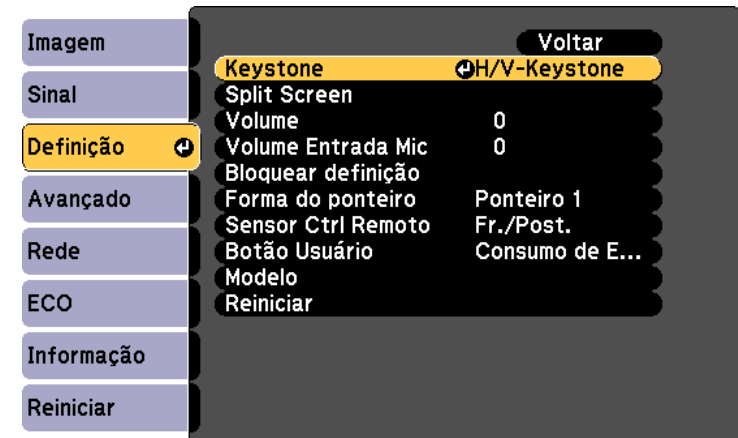 Imagem
Sinal
Definição
Avançado
Rede
ECO
Informação
Reiniciar
Voltar
Keystone H/V-Keystone
Split Screen
Volume 0
Volume Entrada Mic 0
Bloquear definição
Forma do ponteiro Ponteiro 1
Sensor Ctrl Remoto Fr./Post.
Botão Usuário Consumo de E...
Modelo
Reiniciar